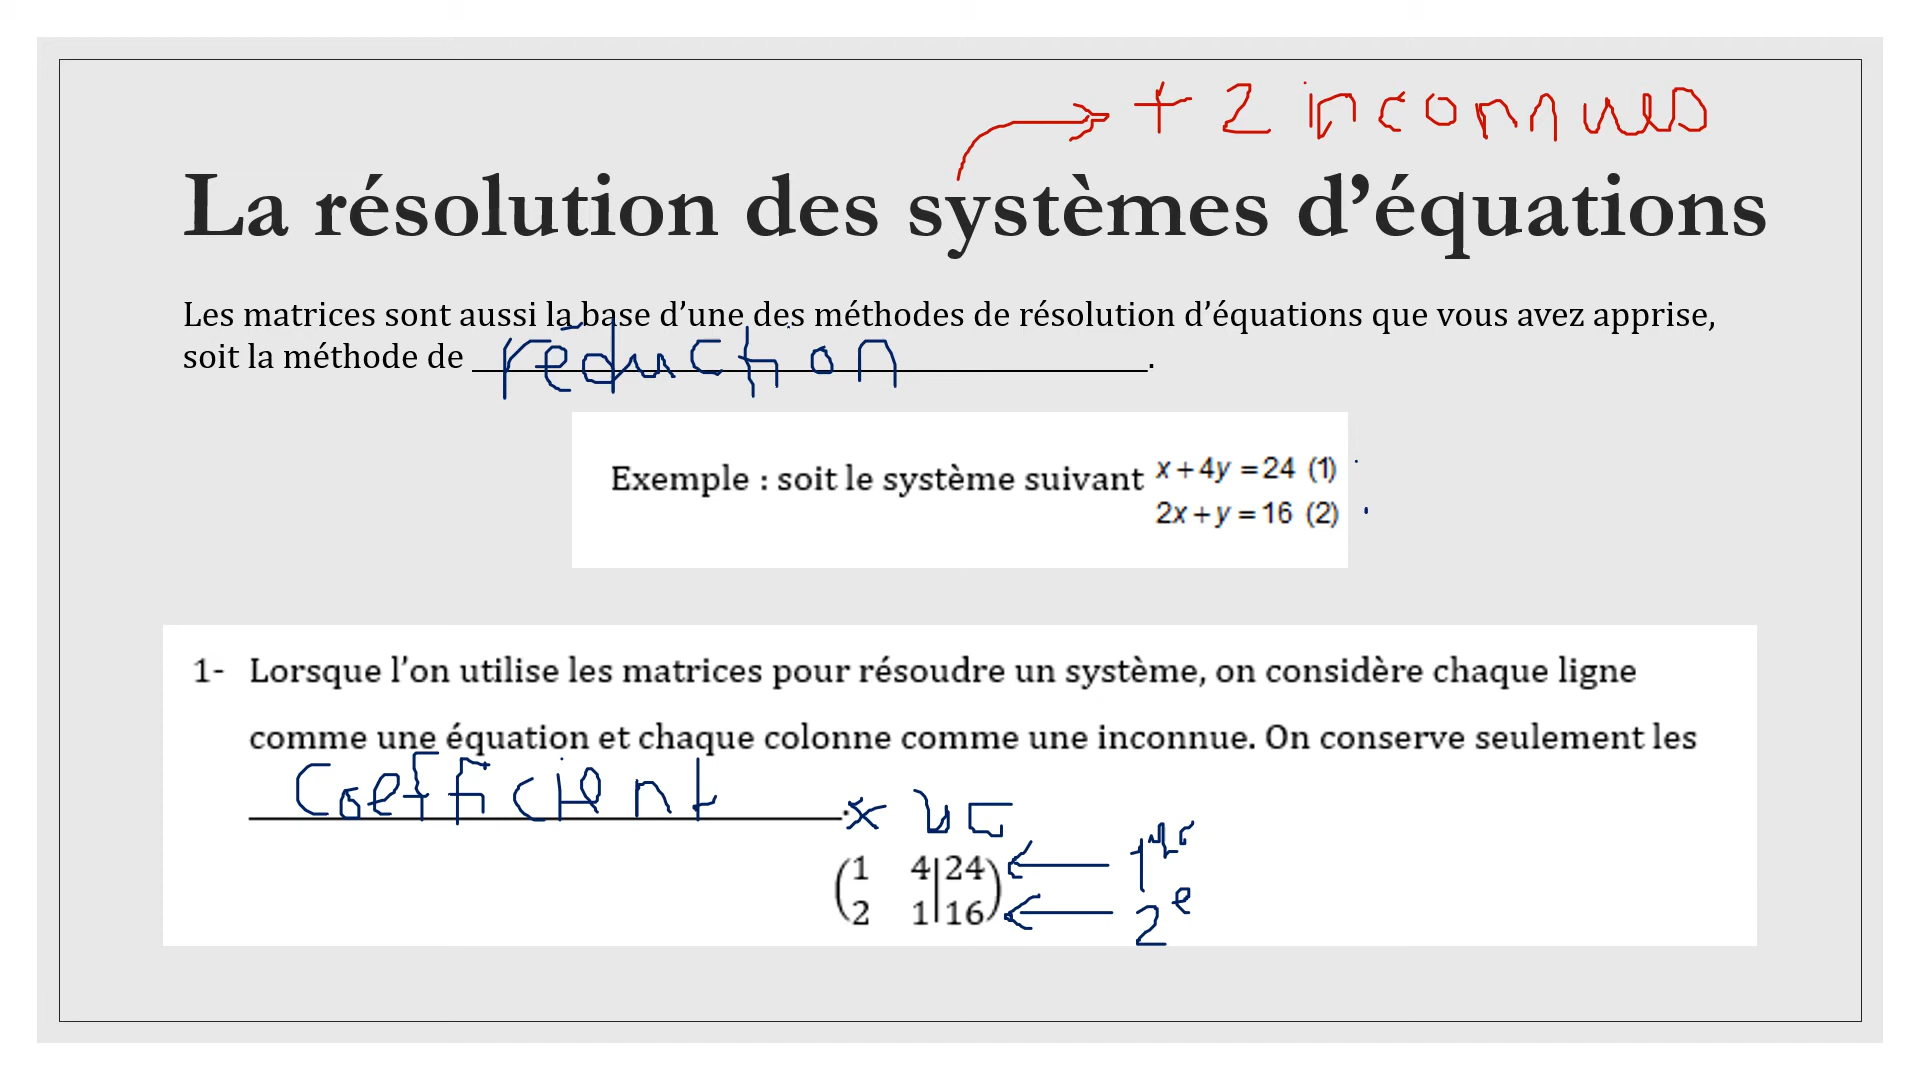 + 2 inconnues
La résolution des systèmes d’équations
Les matrices sont aussi la base d’une des méthodes de résolution d’équations que vous avez apprise,
soit la méthode de réduction.
Exemple : soit le système suivant x + 4y = 24 (1)
2x + y = 16 (2)
1- Lorsque l’on utilise les matrices pour résoudre un système, on considère chaque ligne
comme une équation et chaque colonne comme une inconnue. On conserve seulement les
Coefficient.
x y c
(1 4|24) ← 1
(2 1|16) ← 2e